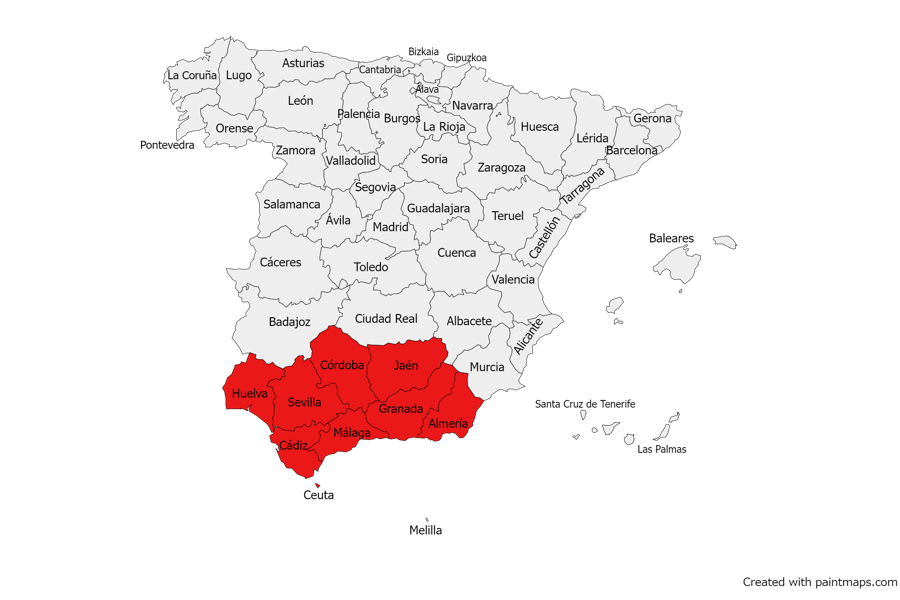 Bizkaia
Gipuzkoa
Asturias
Cantabria
La Coruña
Lugo
Álava
León
Navarra
Palencia
Burgos
La Rioja
Huesca
Gerona
Orense
Lérida
Pontevedra
Zamora
Valladolid
Soria
Zaragoza
Barcelona
Segovia
Tarragona
Salamanca
Ávila
Guadalajara
Teruel
Madrid
Castellón
Baleares
Cáceres
Toledo
Cuenca
Valencia
Badajoz
Ciudad Real
Albacete
Alicante
Córdoba
Jaén
Murcia
Huelva
Sevilla
Granada
Almería
Santa Cruz de Tenerife
Málaga
Cádiz
Las Palmas
Ceuta
Melilla
Created with paintmaps.com